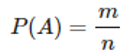 P(A) = m/n